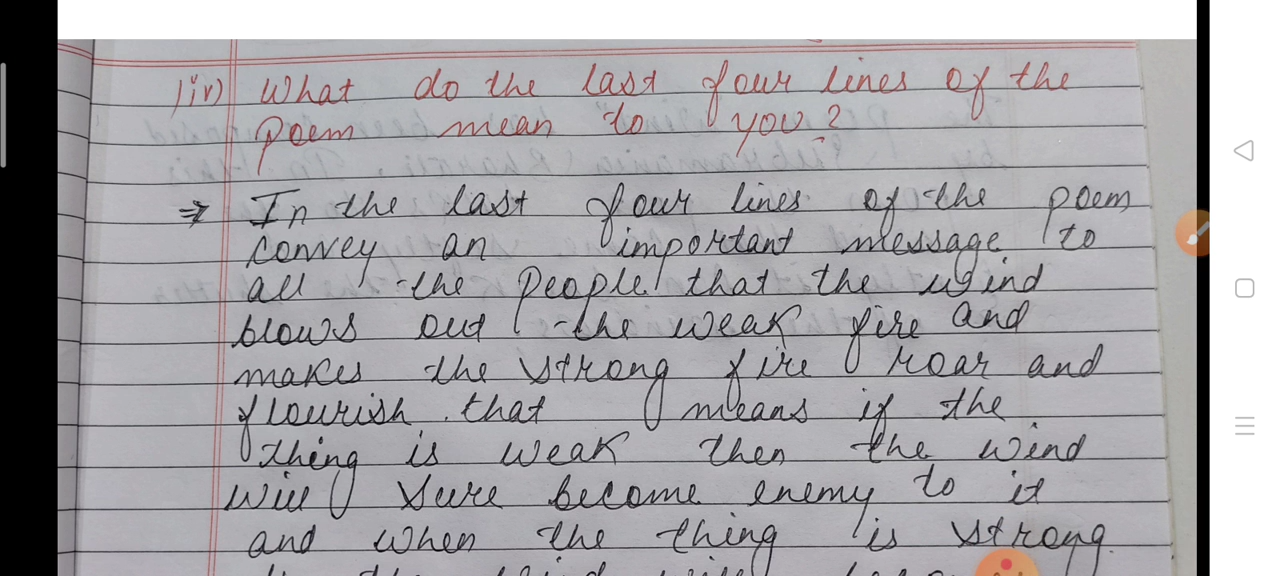 iv) What do the last four lines of the
poem mean to you?
⇒ In the last four lines of the poem
convey an important message to
all the people that the wind
blows out the weak fire and
makes the strong fire roar and
flourish. that means if the
thing is weak then the wind
will sure become enemy to it
and when the thing is strong